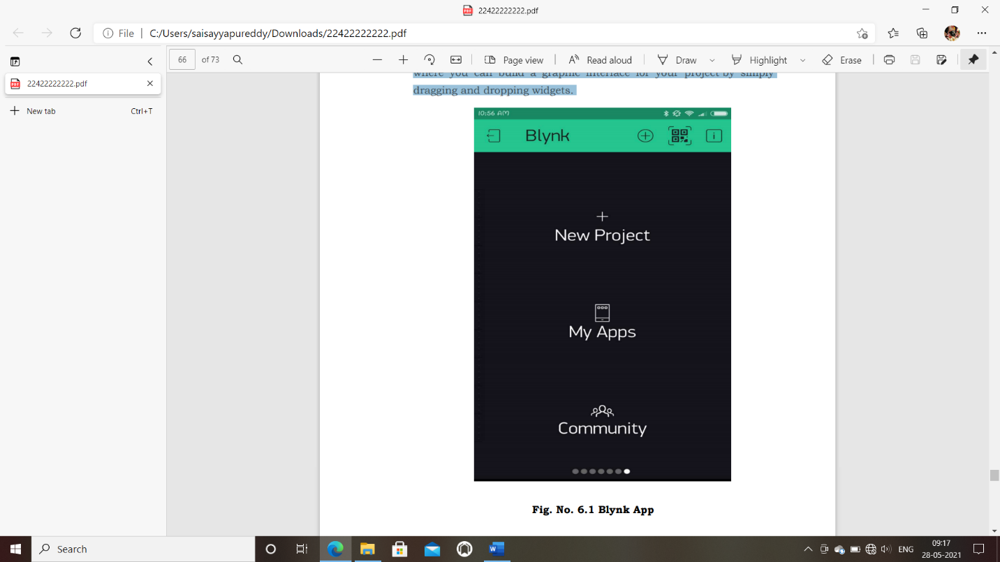 22422222222.pdf
File
C:/Users/saisayyapureddy/Downloads/22422222222.pdf
66 of 73
Page view
Read aloud
Draw
Highlight
Erase
22422222222.pdf
New tab Ctrl+T
where you can build a graphic interface for your project by simply
dragging and dropping widgets.
10:56 AM
Blynk
New Project
My Apps
Community
Fig. No. 6.1 Blynk App
Search
ENG
09:17
28-05-2021